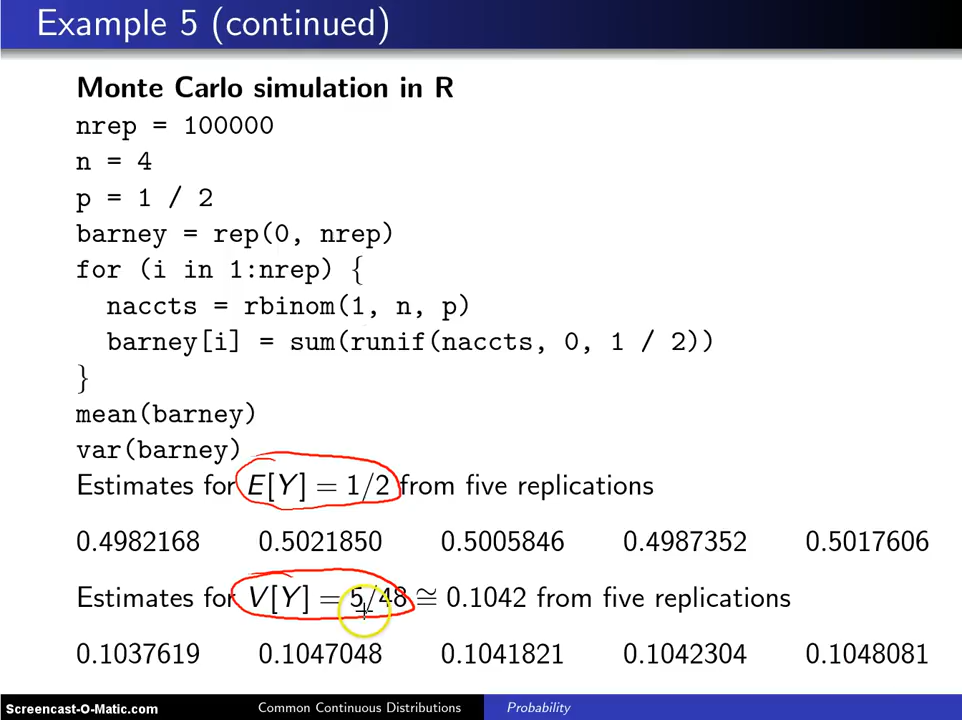 Example 5 (continued)
Monte Carlo simulation in R
nrep = 100000
n = 4
p = 1 / 2
barney = rep(0, nrep)
for (i in 1:nrep) {
  naccts = rbinom(1, n, p)
  barney[i] = sum(runif(naccts, 0, 1 / 2))
}
mean(barney)
var(barney)
Estimates for E[Y] = 1/2 from five replications
0.4982168 0.5021850 0.5005846 0.4987352 0.5017606
Estimates for V[Y] = 5/48 ≅ 0.1042 from five replications
0.1037619 0.1047048 0.1041821 0.1042304 0.1048081
Screencast-O-Matic.com Common Continuous Distributions Probability